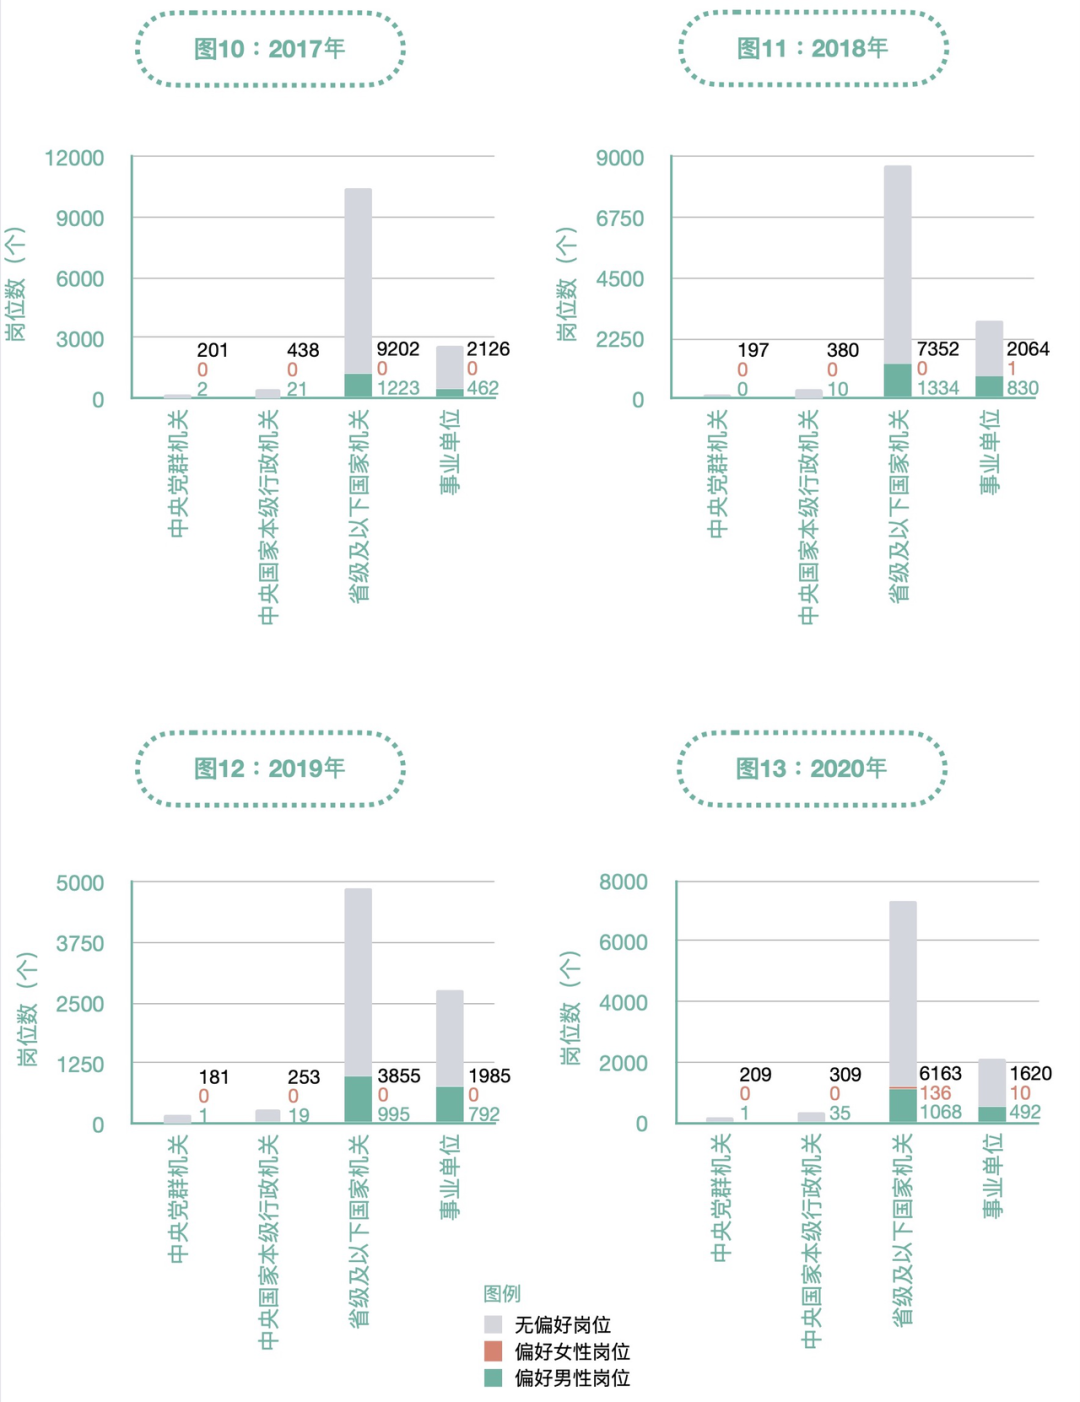 图10：2017年
岗位数（个）
12000
9000
6000
3000
0
201
0
2
438
0
21
9202
0
1223
2126
0
462
中央党群机关
中央国家本级行政机关
省级及以下国家机关
事业单位
图11：2018年
岗位数（个）
9000
6750
4500
2250
0
197
0
0
380
0
10
7352
0
1334
2064
1
830
中央党群机关
中央国家本级行政机关
省级及以下国家机关
事业单位
图12：2019年
岗位数（个）
5000
3750
2500
1250
0
181
0
1
253
0
19
3855
0
995
1985
0
792
中央党群机关
中央国家本级行政机关
省级及以下国家机关
事业单位
图13：2020年
岗位数（个）
8000
6000
4000
2000
0
209
0
1
309
0
35
6163
136
1068
1620
10
492
中央党群机关
中央国家本级行政机关
省级及以下国家机关
事业单位
图例
无偏好岗位
偏好女性岗位
偏好男性岗位